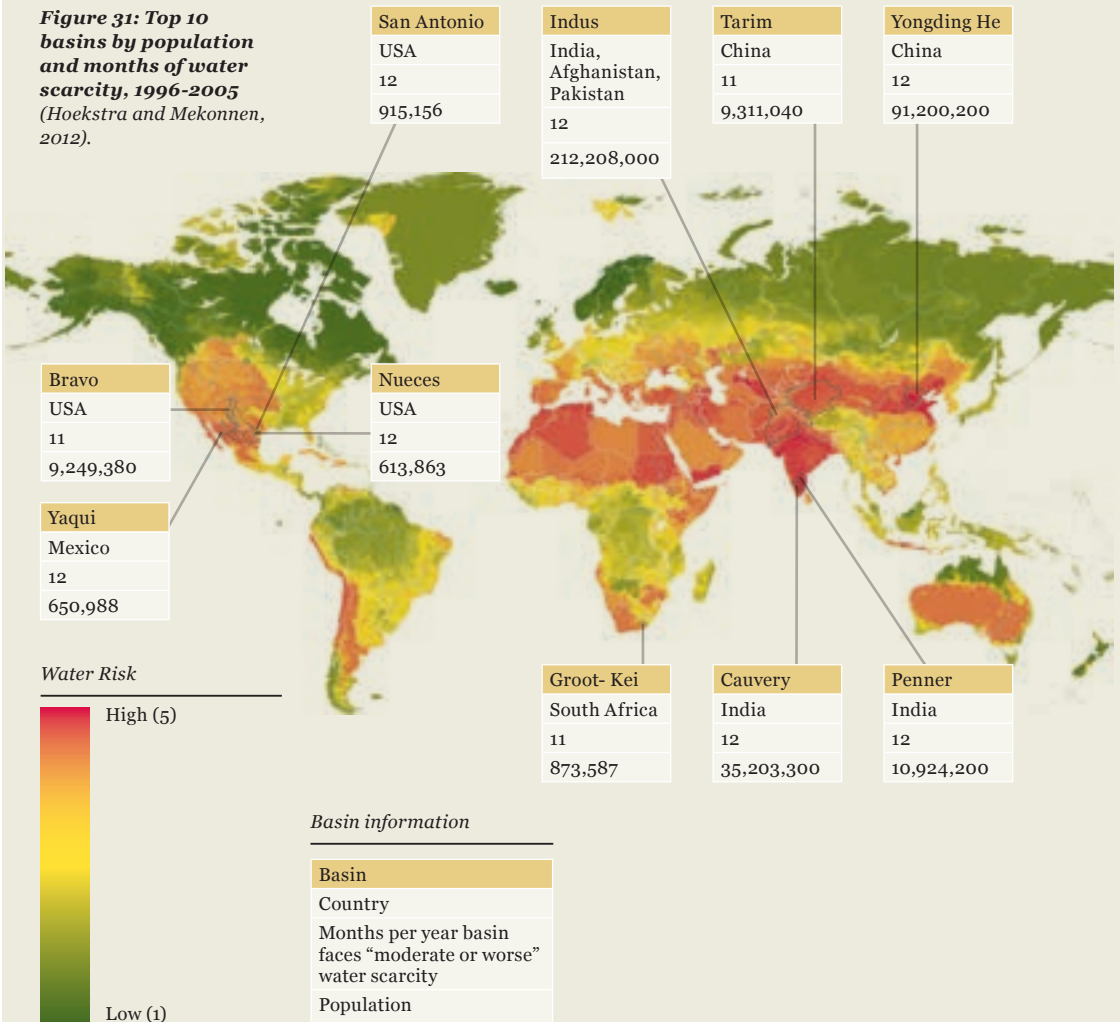 Figure 31: Top 10
basins by population
and months of water
scarcity, 1996-2005
(Hoekstra and Mekonnen,
2012).
San Antonio
USA
12
915,156
Indus
India,
Afghanistan,
Pakistan
12
212,208,000
Tarim
China
11
9,311,040
Yongding He
China
12
91,200,200
Bravo
USA
11
9,249,380
Nueces
USA
12
613,863
Yaqui
Mexico
12
650,988
Groot- Kei
South Africa
11
873,587
Cauvery
India
12
35,203,300
Penner
India
12
10,924,200
Water Risk
High (5)
Low (1)
Basin information
Basin
Country
Months per year basin
faces “moderate or worse”
water scarcity
Population